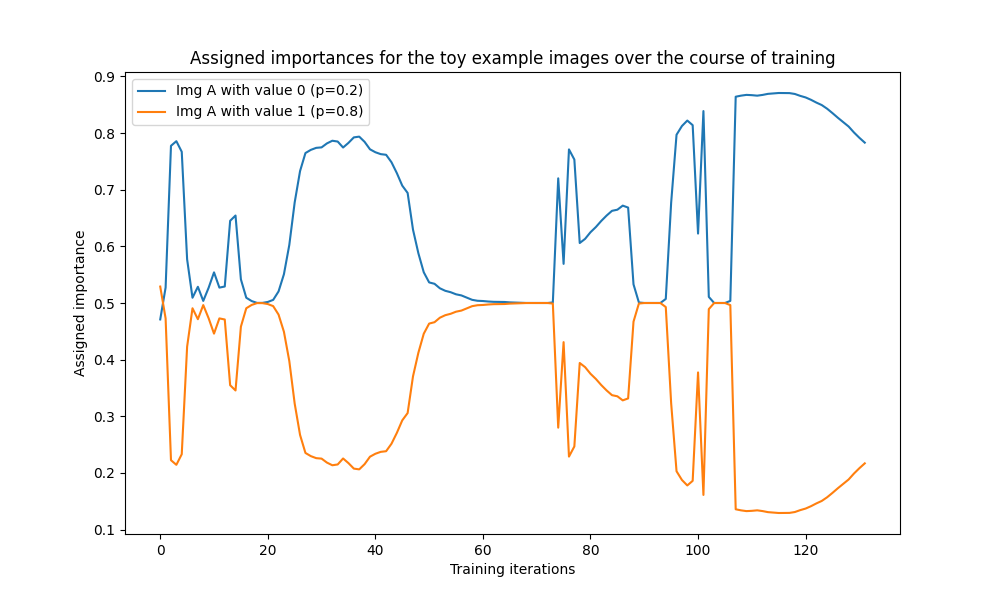 Assigned importances for the toy example images over the course of training
Img A with value 0 (p=0.2)
Img A with value 1 (p=0.8)
Assigned importance
0.9
0.8
0.7
0.6
0.5
0.4
0.3
0.2
0.1
0 20 40 60 80 100 120
Training iterations